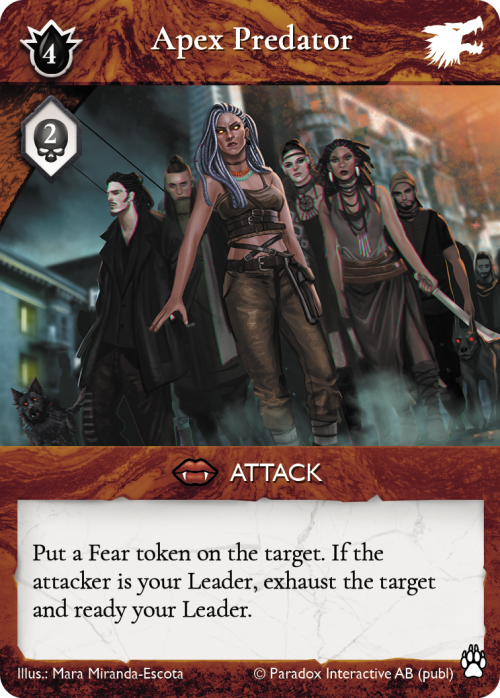 4
Apex Predator
2
ATTACK
Put a Fear token on the target. If the
attacker is your Leader, exhaust the target
and ready your Leader.
Illus.: Mara Miranda-Escota © Paradox Interactive AB (publ)